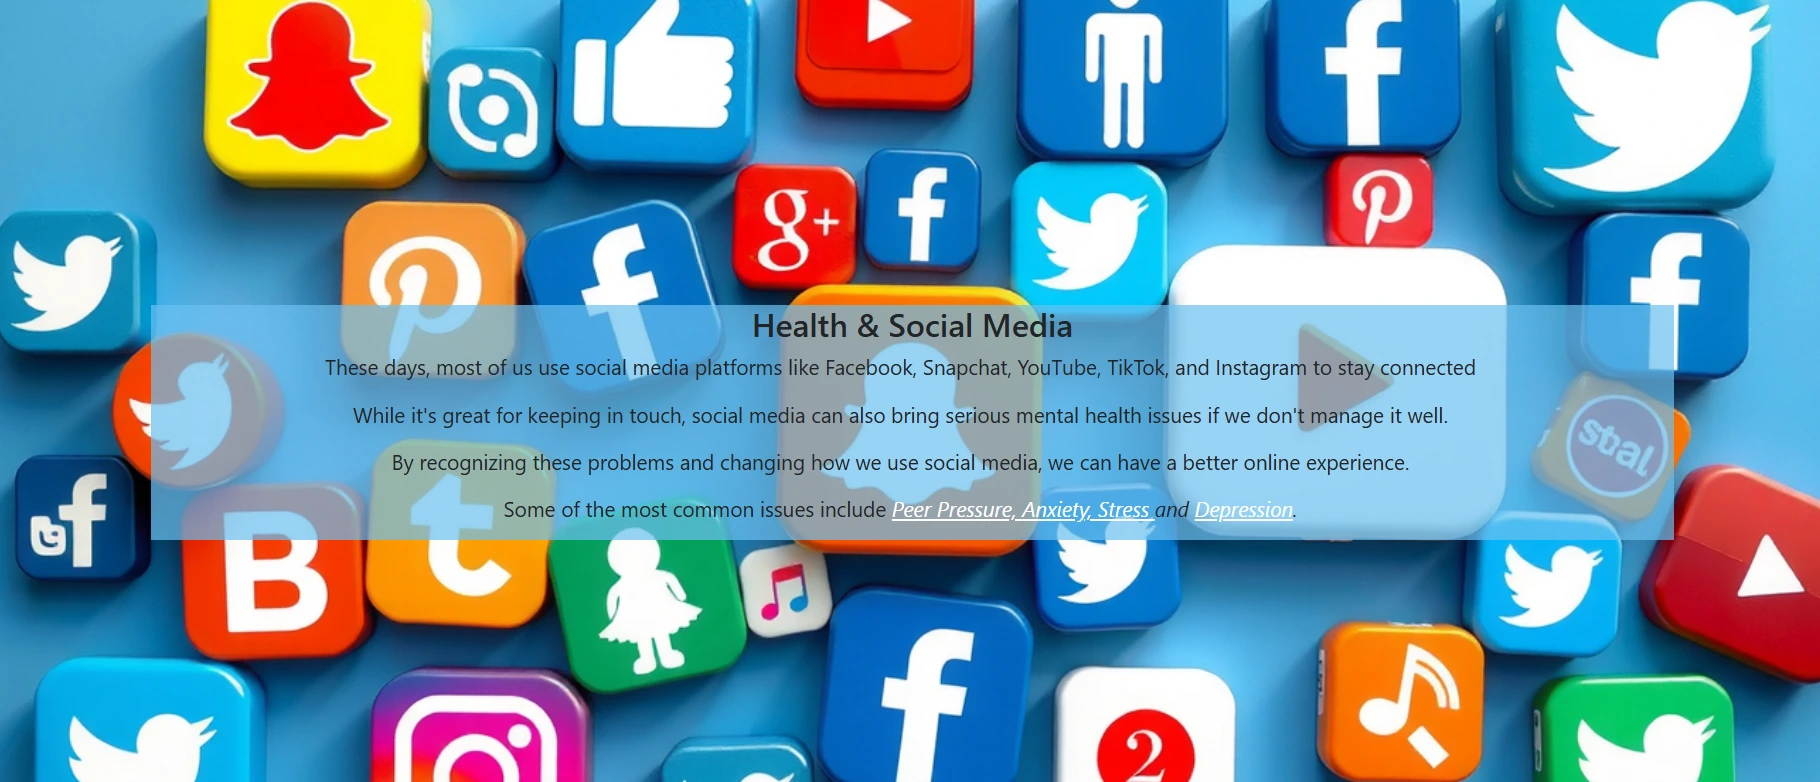 g+
Health & Social Media
These days, most of us use social media platforms like Facebook, Snapchat, YouTube, TikTok, and Instagram to stay connected
While it's great for keeping in touch, social media can also bring serious mental health issues if we don't manage it well.
By recognizing these problems and changing how we use social media, we can have a better online experience.
Some of the most common issues include Peer Pressure, Anxiety, Stress and Depression.
stal
B
t
2